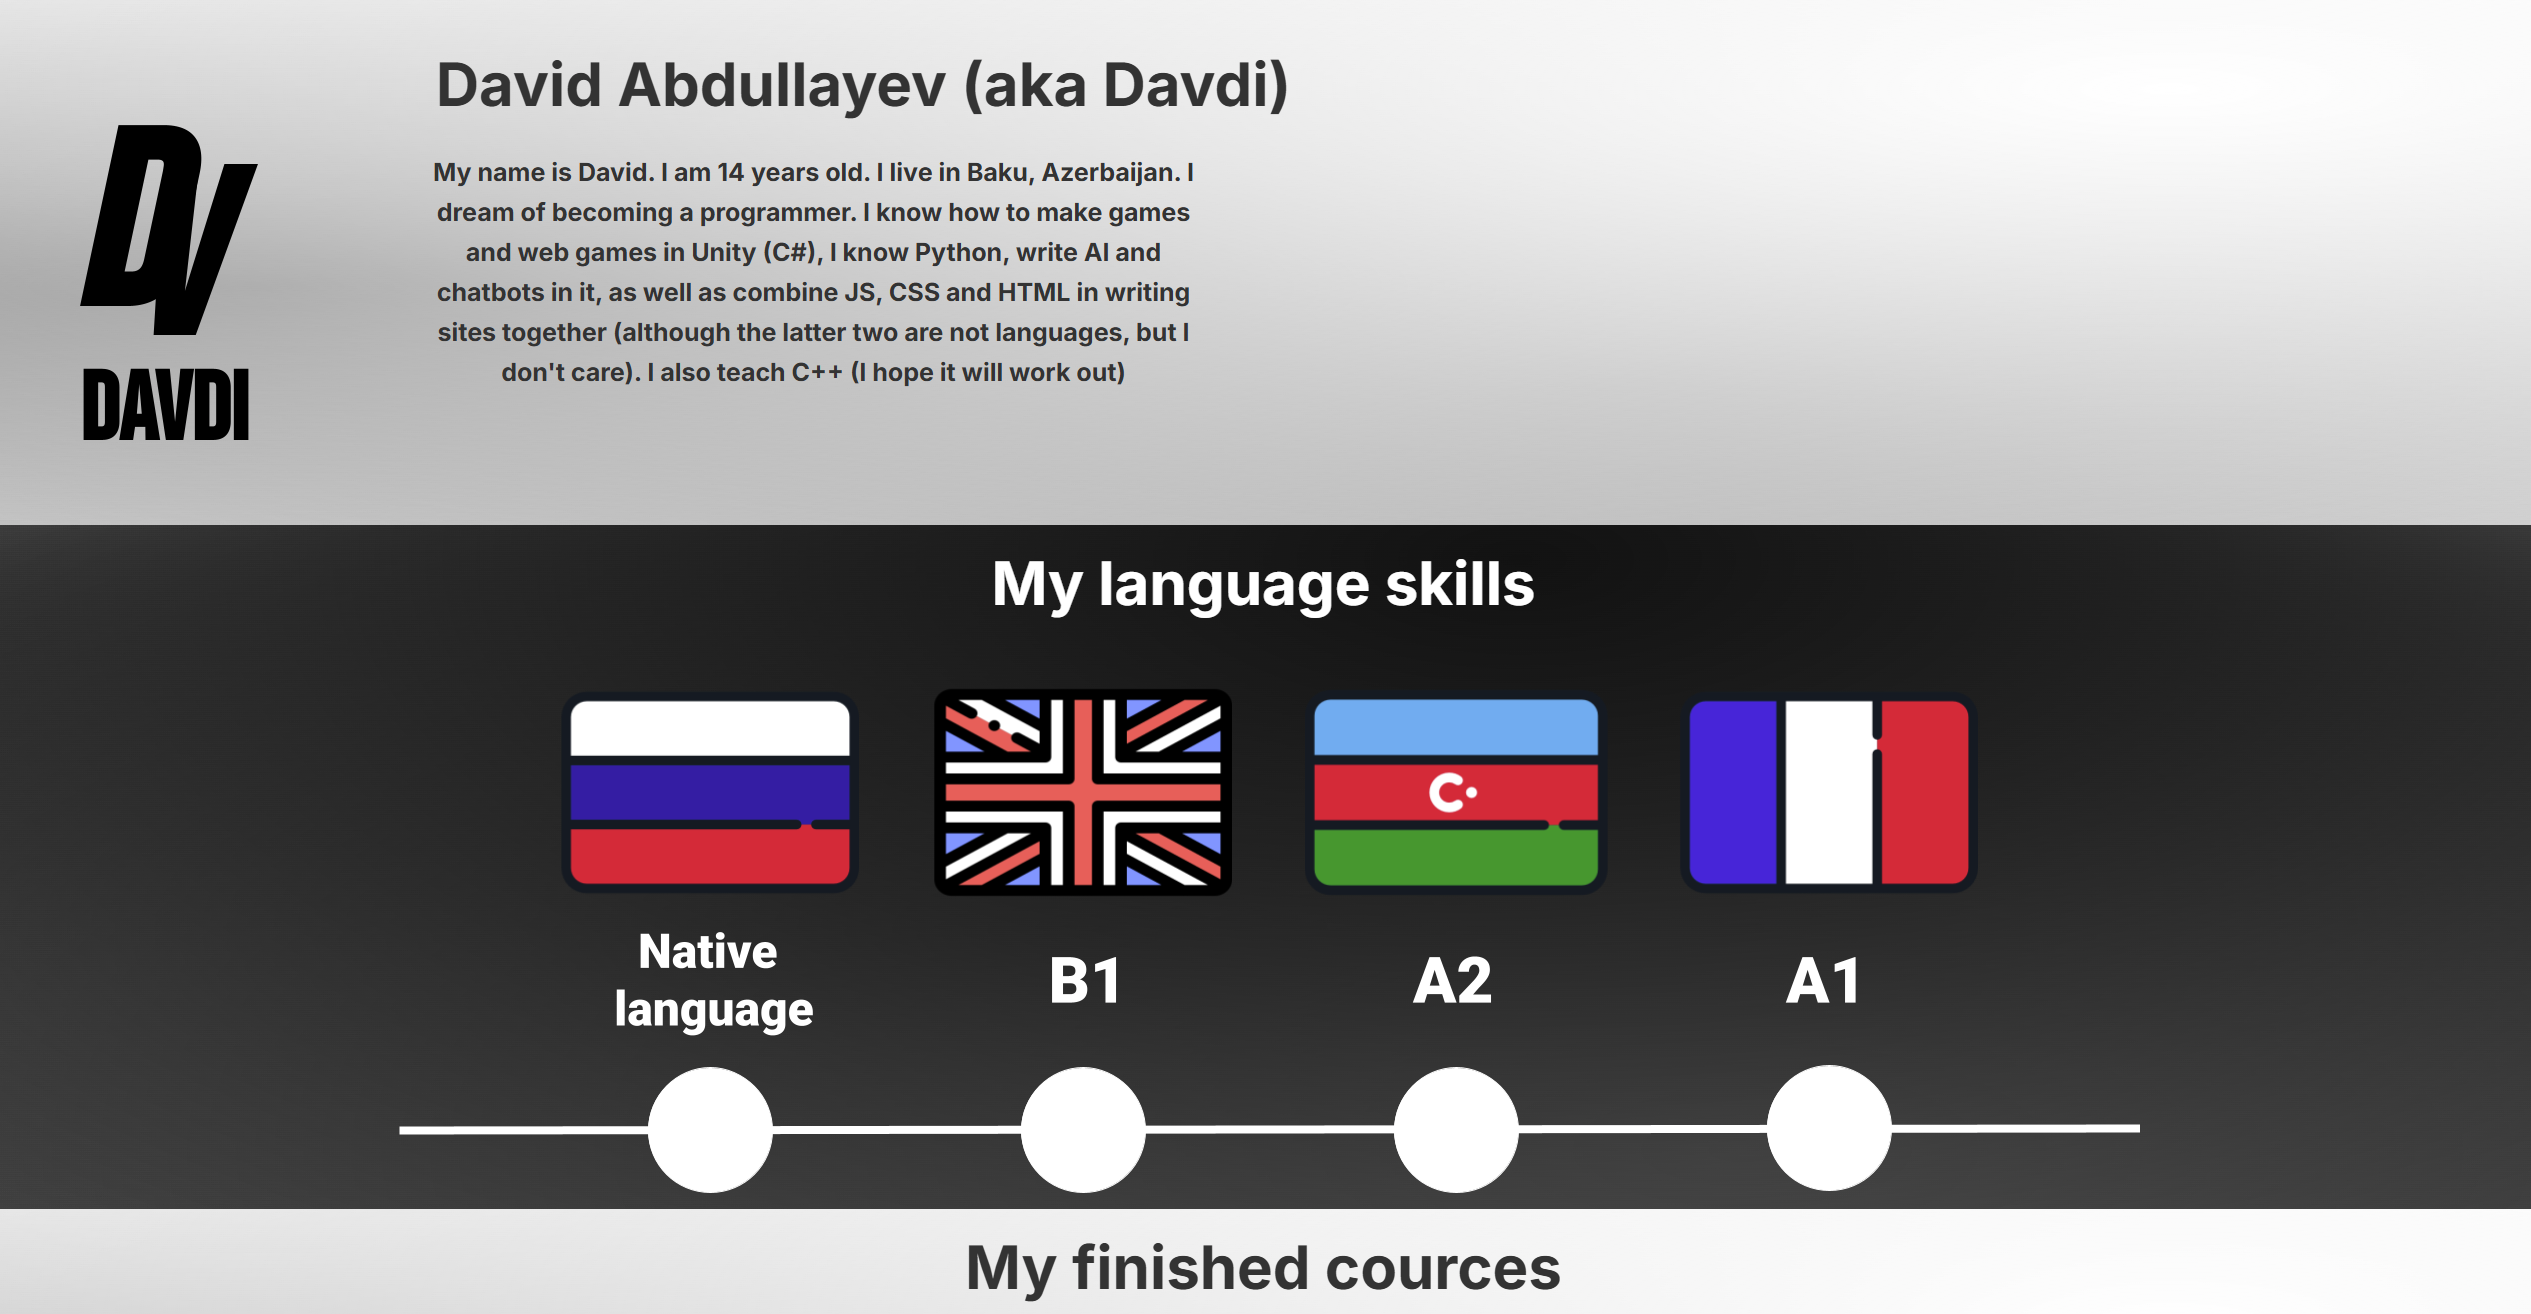 David Abdullayev (aka Davdi)
My name is David. I am 14 years old. I live in Baku, Azerbaijan. I
dream of becoming a programmer. I know how to make games
and web games in Unity (C#), I know Python, write AI and
chatbots in it, as well as combine JS, CSS and HTML in writing
sites together (although the latter two are not languages, but I
don't care). I also teach C++ (I hope it will work out)
DV
DAVDI
My language skills
Native
language
B1
A2
A1
My finished cources